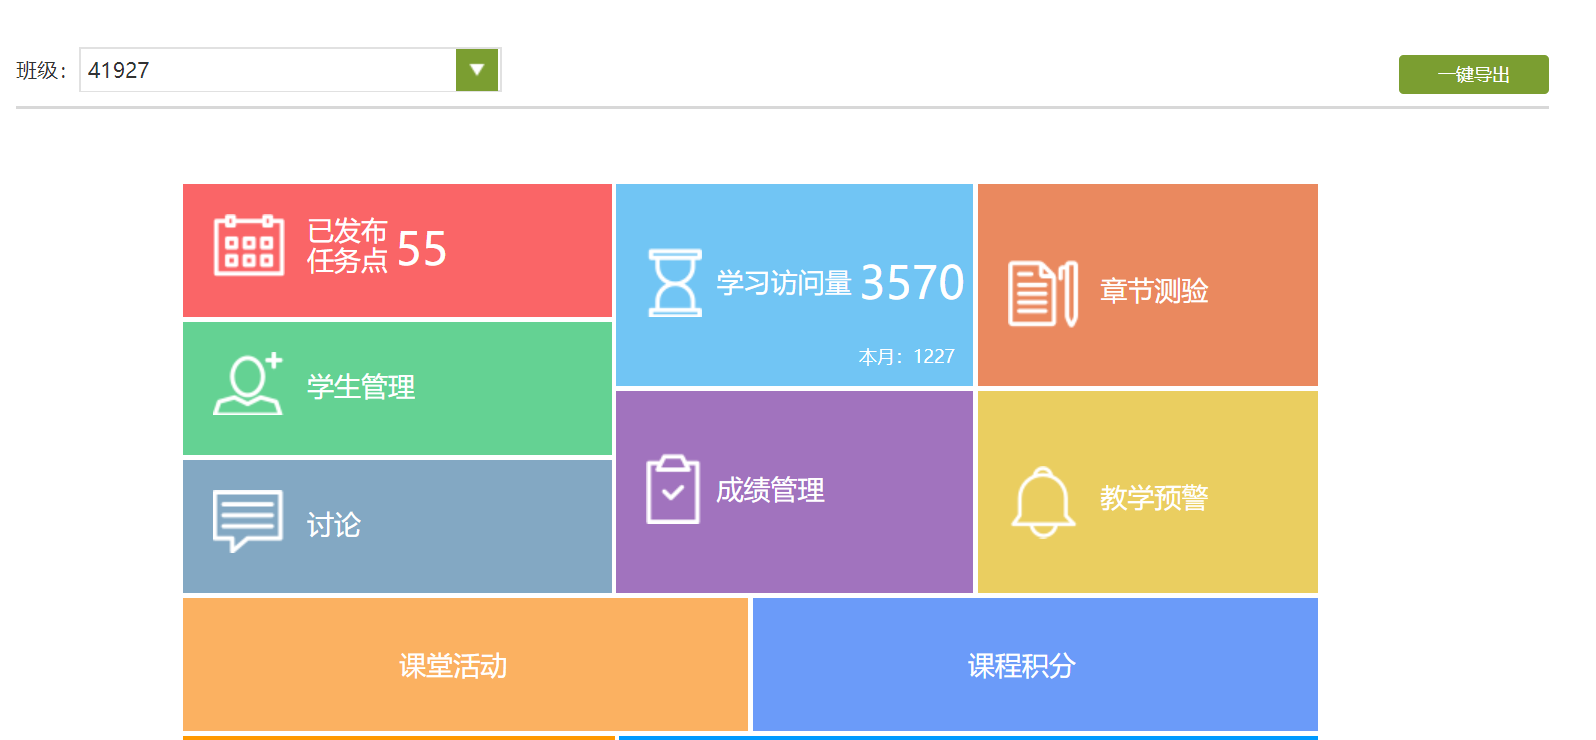 班级：
41927
一键导出
已发布
任务点 55
学习访问量 3570
本月：1227
章节测验
学生管理
讨论
成绩管理
教学预警
课堂活动
课程积分